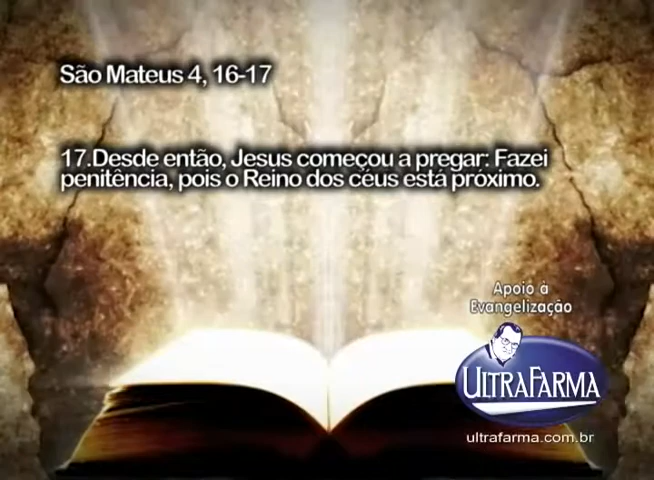 São Mateus 4, 16-17
17.Desde então, Jesus começou a pregar: Fazei
penitência, pois o Reino dos céus está próximo.
Apoio à
Evangelização
ULTRAFARMA
ultrafarma.com.br